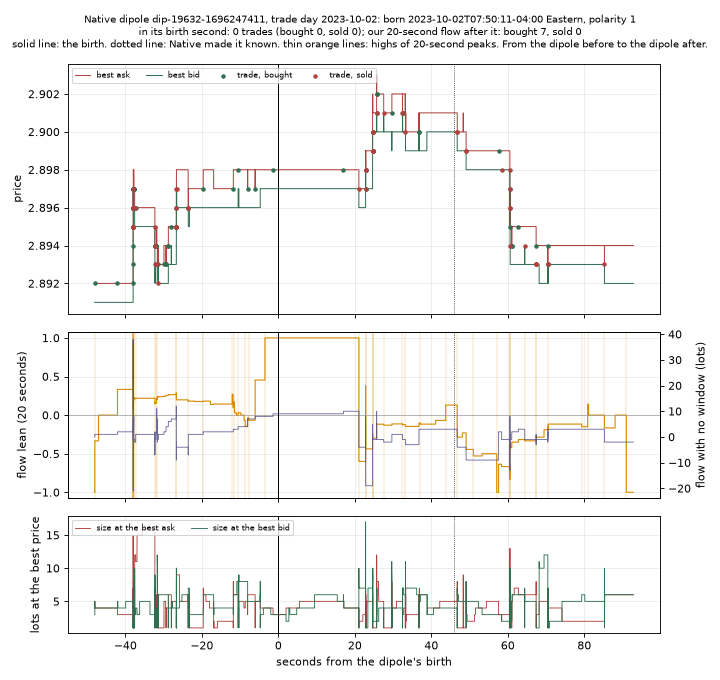 Native dipole dip-19632-1696247411, trade day 2023-10-02: born 2023-10-02T07:50:11-04:00 Eastern, polarity 1
in its birth second: 0 trades (bought 0, sold 0); our 20-second flow after it: bought 7, sold 0
solid line: the birth. dotted line: Native made it known. thin orange lines: highs of 20-second peaks. From the dipole before to the dipole after.
best ask
best bid
trade, bought
trade, sold
2.902
2.900
2.898
2.896
2.894
2.892
price
1.0
0.5
0.0
−0.5
−1.0
flow lean (20 seconds)
40
30
20
10
0
−10
−20
flow with no window (lots)
size at the best ask
size at the best bid
15
10
5
lots at the best price
−40
−20
0
20
40
60
80
seconds from the dipole's birth